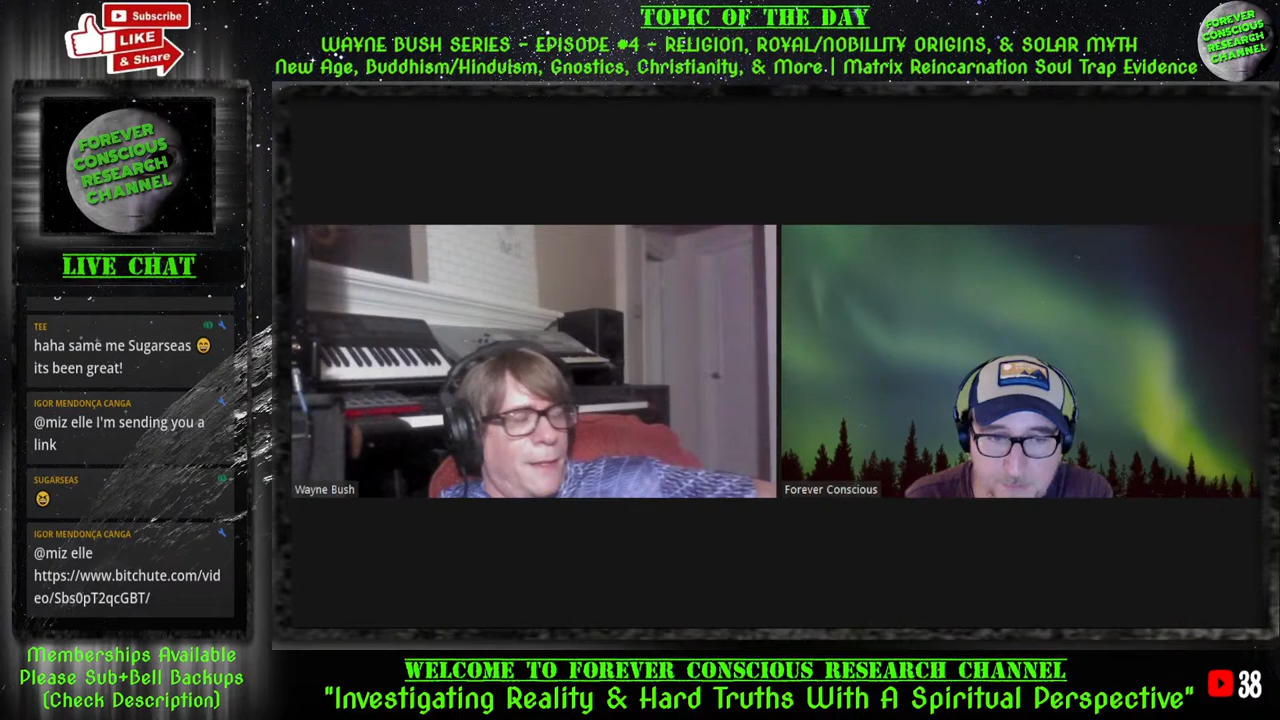 Subscribe
LIKE
& Share
TOPIC OF THE DAY
WAYNE BUSH SERIES - EPISODE #4 - RELIGION, ROYAL/NOBILLITY ORIGINS, & SOLAR MYTH
New Age, Buddhism/Hinduism, Gnostics, Christianity, & More | Matrix Reincarnation Soul Trap Evidence
FOREVER
CONSCIOUS
RESEARCH
CHANNEL
FOREVER
CONSCIOUS
RESEARCH
CHANNEL
LIVE CHAT
TEE
haha same me Sugarseas 😄
its been great!
IGOR MENDONÇA CANGA
@miz elle I'm sending you a
link
SUGARSEAS
😆
IGOR MENDONÇA CANGA
@miz elle
https://www.bitchute.com/vid
eo/Sbs0pT2qcGBT/
Wayne Bush
Forever Conscious
Memberships Available
Please Sub+Bell Backups
(Check Description)
WELCOME TO FOREVER CONSCIOUS RESEARCH CHANNEL
"Investigating Reality & Hard Truths With A Spiritual Perspective"
38